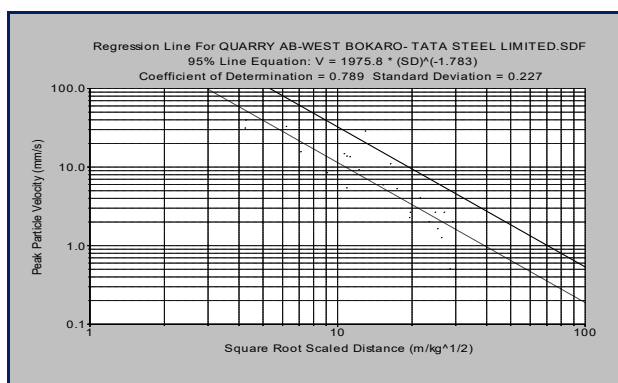 Regression Line For QUARRY AB-WEST BOKARO- TATA STEEL LIMITED.SDF
95% Line Equation: V = 1975.8 * (SD)^(-1.783)
Coefficient of Determination = 0.789 Standard Deviation = 0.227
Peak Particle Velocity (mm/s)
100.0
10.0
1.0
0.1
1 10 100
Square Root Scaled Distance (m/kg^1/2)